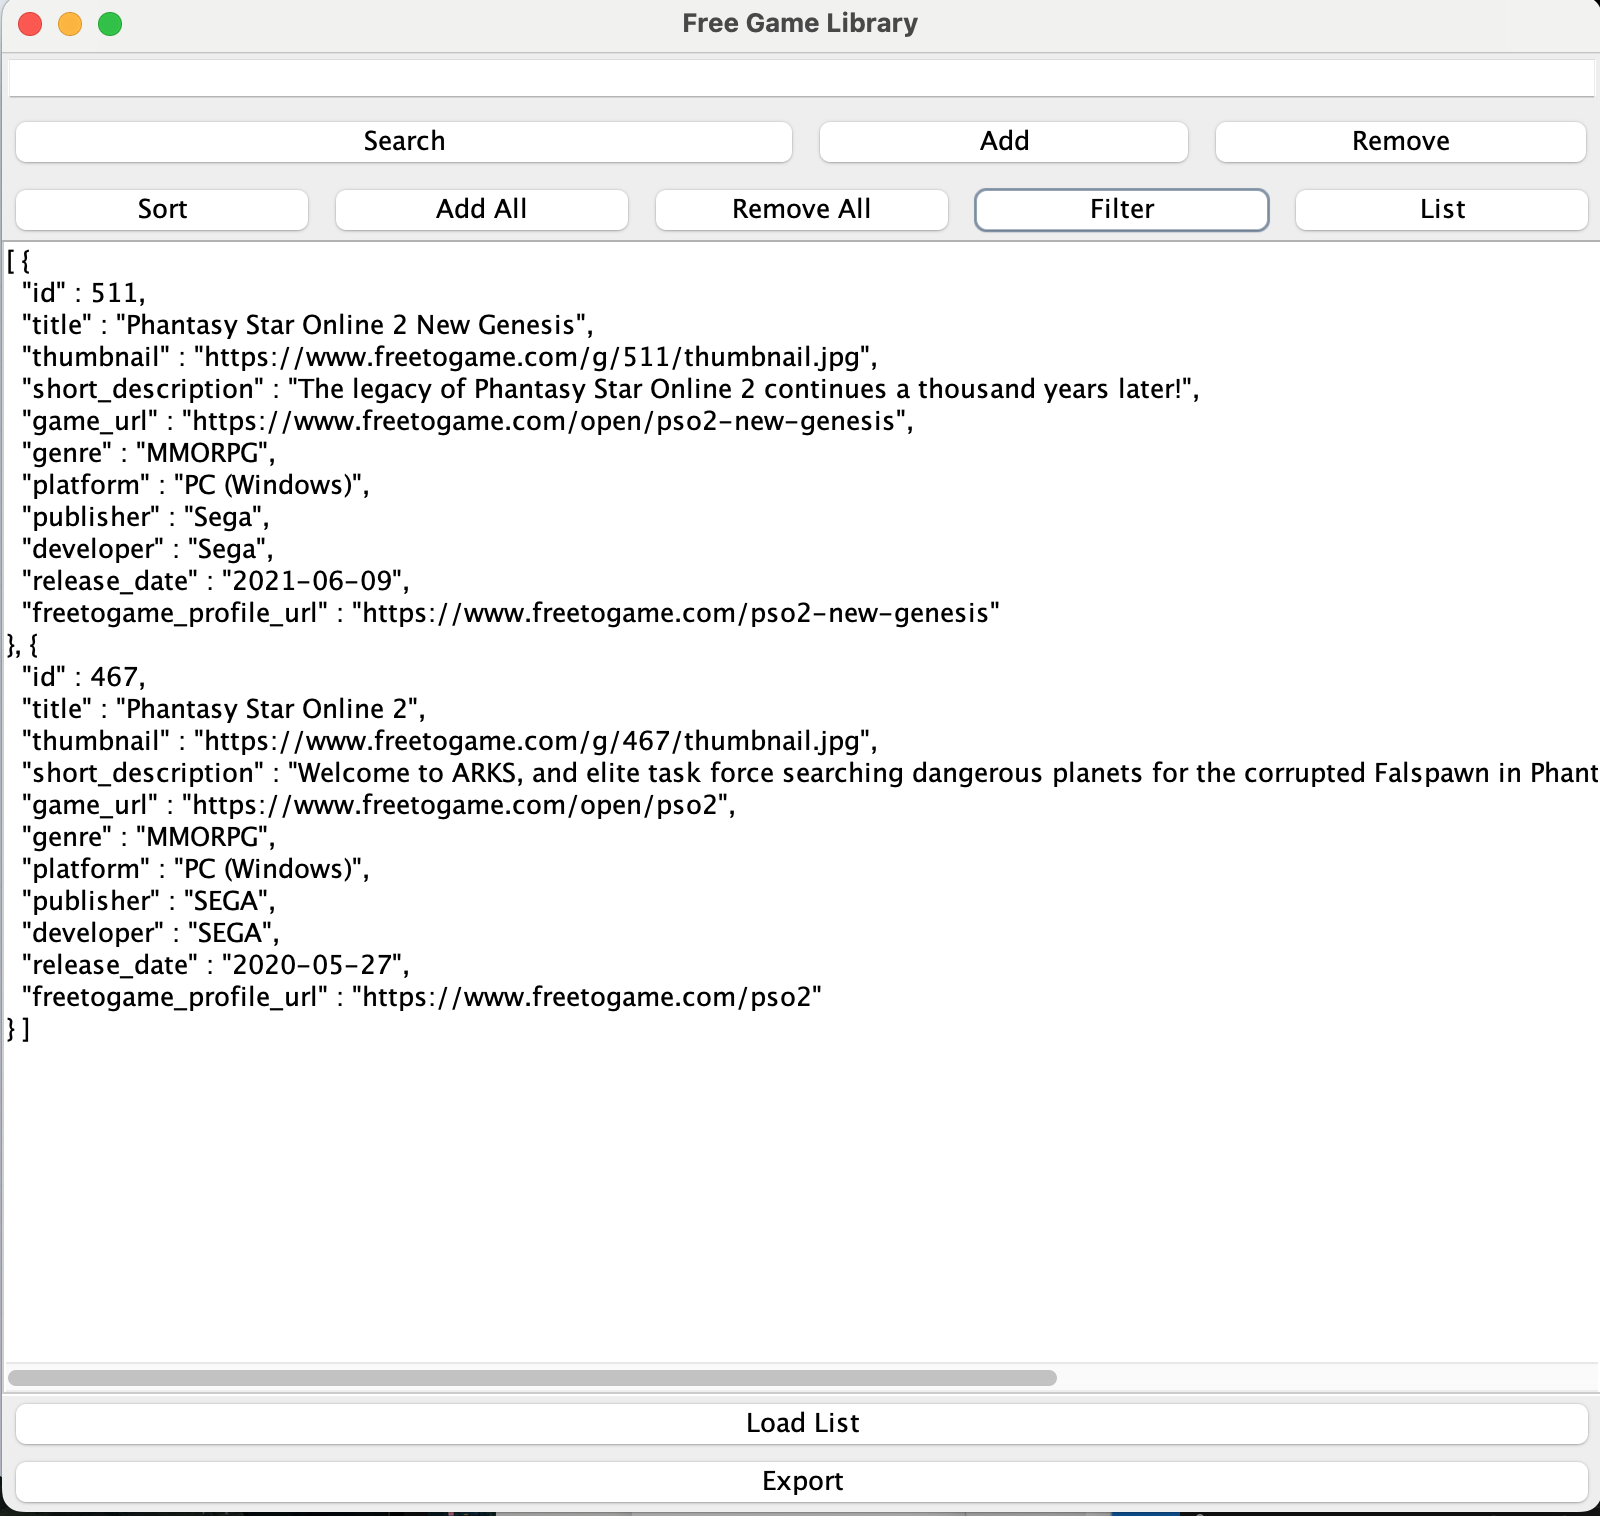 Free Game Library
Search Add Remove
Sort Add All Remove All Filter List
[ {
"id" : 511,
"title" : "Phantasy Star Online 2 New Genesis",
"thumbnail" : "https://www.freetogame.com/g/511/thumbnail.jpg",
"short_description" : "The legacy of Phantasy Star Online 2 continues a thousand years later!",
"game_url" : "https://www.freetogame.com/open/pso2-new-genesis",
"genre" : "MMORPG",
"platform" : "PC (Windows)",
"publisher" : "Sega",
"developer" : "Sega",
"release_date" : "2021-06-09",
"freetogame_profile_url" : "https://www.freetogame.com/pso2-new-genesis"
}, {
"id" : 467,
"title" : "Phantasy Star Online 2",
"thumbnail" : "https://www.freetogame.com/g/467/thumbnail.jpg",
"short_description" : "Welcome to ARKS, and elite task force searching dangerous planets for the corrupted Falspawn in Phant
"game_url" : "https://www.freetogame.com/open/pso2",
"genre" : "MMORPG",
"platform" : "PC (Windows)",
"publisher" : "SEGA",
"developer" : "SEGA",
"release_date" : "2020-05-27",
"freetogame_profile_url" : "https://www.freetogame.com/pso2"
} ]
Load List
Export